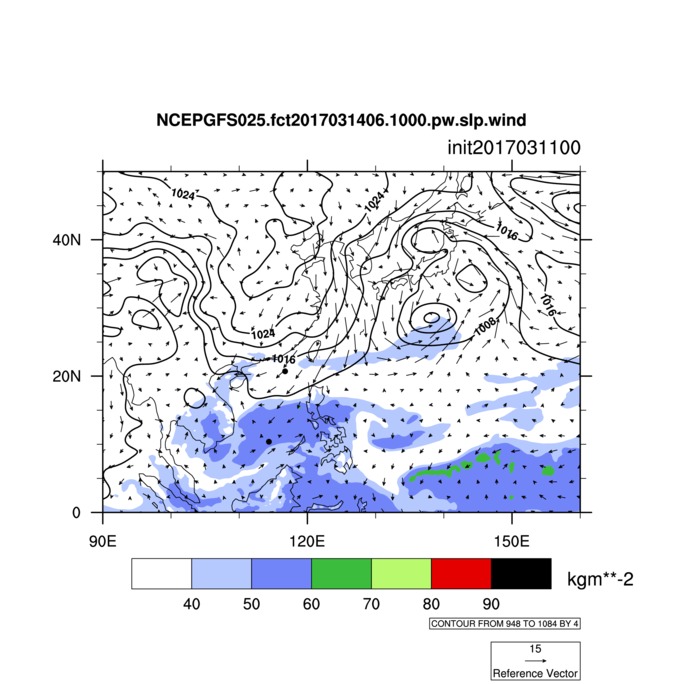 NCEPGFS025.fct2017031406.1000.pw.slp.wind
init2017031100
1024
1024
1016
40N
1016
1008
1024
1016
20N
0
90E 120E 150E
40 50 60 70 80 90
kgm**-2
CONTOUR FROM 948 TO 1084 BY 4
15
Reference Vector